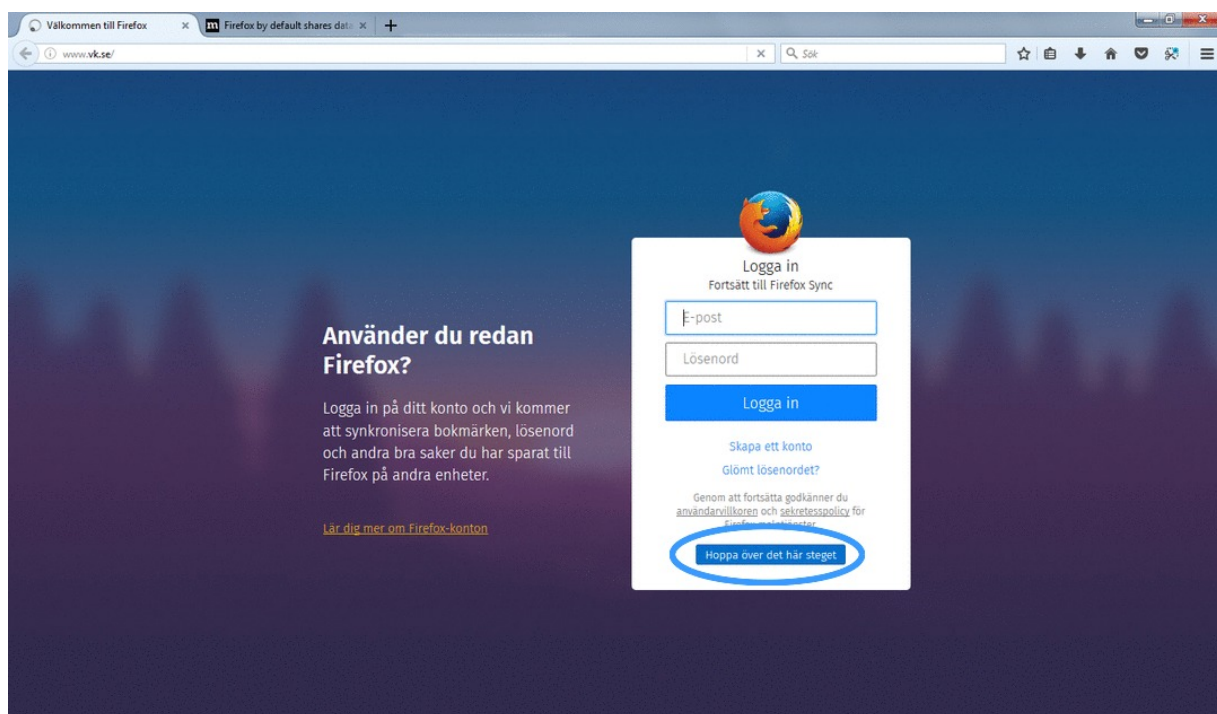 Välkommen till Firefox
m Firefox by default shares data
www.vk.se/
Sök
Logga in
Fortsätt till Firefox Sync
E-post
Lösenord
Logga in
Skapa ett konto
Glömt lösenordet?
Genom att fortsätta godkänner du
användarvillkoren och sekretesspolicy för
Firefox molntjänster
Hoppa över det här steget
Använder du redan
Firefox?
Logga in på ditt konto och vi kommer
att synkronisera bokmärken, lösenord
och andra bra saker du har sparat till
Firefox på andra enheter.
Lär dig mer om Firefox-konton